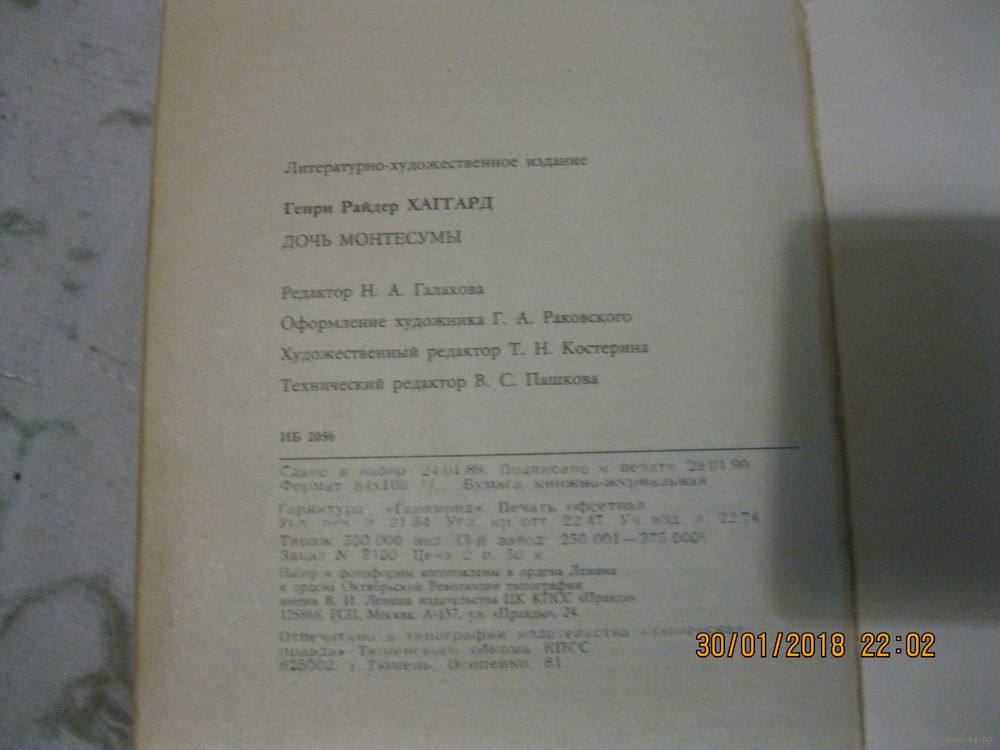 Литературно-художественное издание
Генри Райдер ХАГГАРД
ДОЧЬ МОНТЕСУМЫ
Редактор Н. А. Галахова
Оформление художника Г. А. Раковского
Художественный редактор Т. Н. Костерина
Технический редактор В. С. Пашкова
ИБ 2056
Сдано в набор 24.01.89. Подписано к печати 29.01.90.
Формат 84х108 Бумага книжно-журнальная
Гарнитура «Гарамонд». Печать офсетная.
Усл. печ. л. 21.84 Усл. кр. отт. 22.47 Уч. изд. л. 22.74
Тираж 500 000 экз. (3-й завод: 250 001—375 000)
Заказ N 2100 Цена 2 р. 50 к
Набор и фотоформы изготовлены в ордена Ленина
и ордена Октябрьской Революции типографии
имени В. И. Ленина издательства ЦК КПСС «Правда».
125865, ГСП, Москва, А-137, ул. «Правды», 24.
Отпечатано в типографии издательства «Тюменская
правда» Тюменского обкома КПСС
625002, г. Тюмень, Осипенко, 81
30/01/2018 22:02
www.ay.by